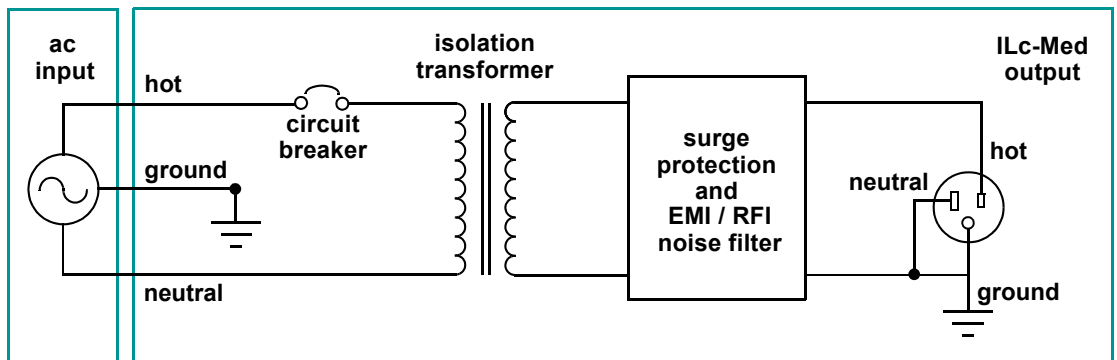 ac
input
hot
ground
neutral
circuit
breaker
isolation
transformer
surge
protection
and
EMI / RFI
noise filter
ILc-Med
output
hot
neutral
ground